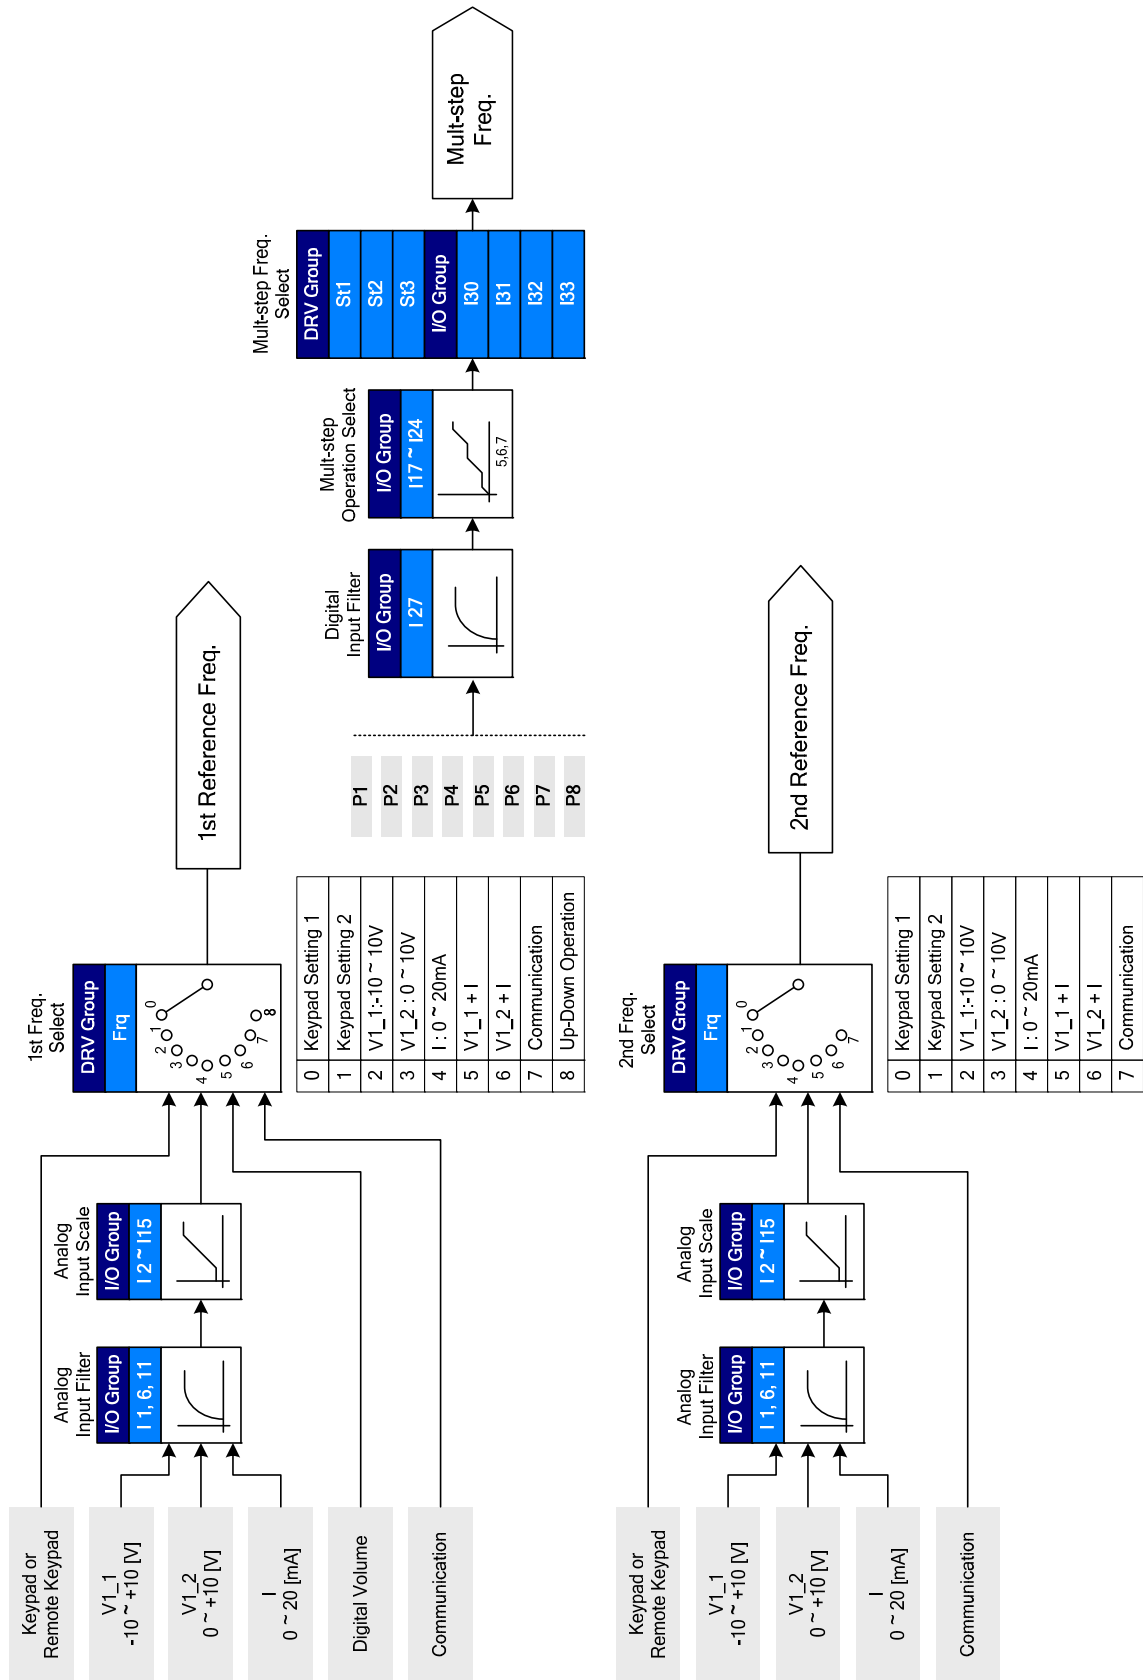 Keypad or
Remote Keypad
V1_1
-10 ~ +10 [V]
V1_2
0 ~ +10 [V]
I
0 ~ 20 [mA]
Digital Volume
Communication
Analog
Input Filter
I/O Group
I 1, 6, 11
Analog
Input Scale
I/O Group
I 2 ~ I15
1st Freq.
Select
DRV Group
Frq
0
1
2
3
4
5
6
7
8
1st Reference Freq.
0 Keypad Setting 1
1 Keypad Setting 2
2 V1_1:-10 ~ 10V
3 V1_2 : 0 ~ 10V
4 I : 0 ~ 20mA
5 V1_1 + I
6 V1_2 + I
7 Communication
8 Up-Down Operation
P1
P2
P3
P4
P5
P6
P7
P8
Digital
Input Filter
I/O Group
I 27
Mult-step
Operation Select
I/O Group
I17 ~ I24
5,6,7
Mult-step Freq.
Select
DRV Group
St1
St2
St3
I/O Group
I30
I31
I32
I33
Mult-step
Freq.
Keypad or
Remote Keypad
V1_1
-10 ~ +10 [V]
V1_2
0 ~ +10 [V]
I
0 ~ 20 [mA]
Communication
Analog
Input Filter
I/O Group
I 1, 6, 11
Analog
Input Scale
I/O Group
I 2 ~ I15
2nd Freq.
Select
DRV Group
Frq
0
1
2
3
4
5
6
7
2nd Reference Freq.
0 Keypad Setting 1
1 Keypad Setting 2
2 V1_1:-10 ~ 10V
3 V1_2 : 0 ~ 10V
4 I : 0 ~ 20mA
5 V1_1 + I
6 V1_2 + I
7 Communication